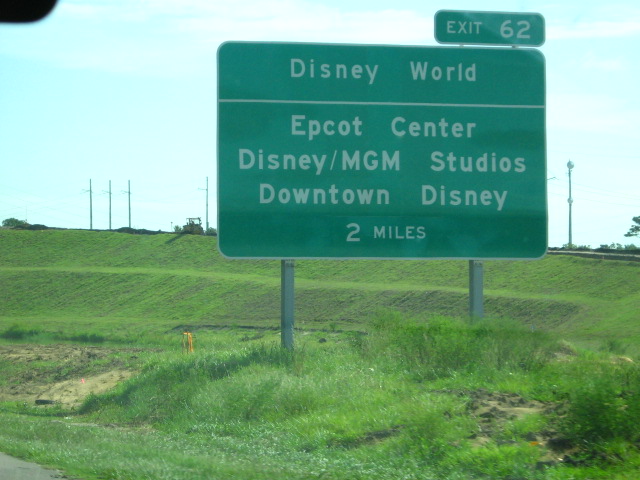 EXIT 62
Disney World
Epcot Center
Disney/MGM Studios
Downtown Disney
2 MILES